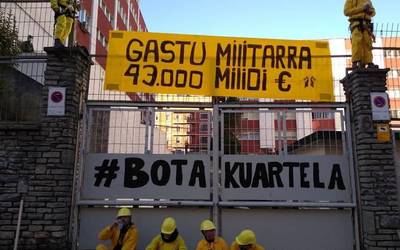 GASTU MILITARRA
43.000 MILIOI €
#BOTA KUARTELA